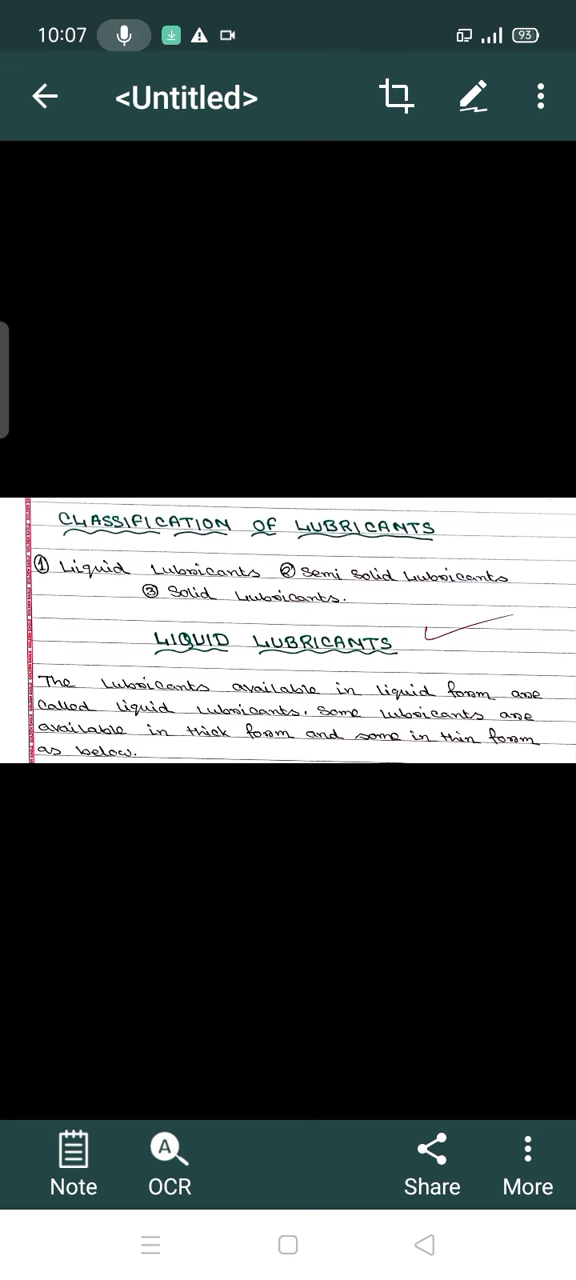 10:07
93
<Untitled>
CLASSIFICATION OF LUBRICANTS
① Liquid Lubricants ② Semi Solid Lubricants
③ Solid Lubricants.
LIQUID LUBRICANTS
The Lubricants available in liquid form are
called liquid lubricants. Some lubricants are
available in thick form and some in thin form
as below.
Note
OCR
Share
More